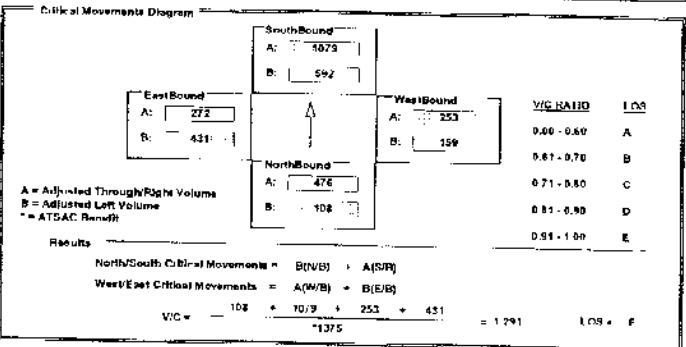 Critical Movements Diagram
SouthBound
A: 1079
B: 592
EastBound
A: 272
B: 431
WestBound
A: 253
B: 159
NorthBound
A: 476
B: 108
V/C RATIO LOS
0.00 - 0.60 A
0.61 - 0.70 B
0.71 - 0.80 C
0.81 - 0.90 D
0.91 - 1.00 E
A = Adjusted Through/Right Volume
B = Adjusted Left Volume
* = ATSAC Benefit
Results
North/South Critical Movements = B(N/B) + A(S/B)
West/East Critical Movements = A(W/B) + B(E/B)
V/C = 108 + 1079 + 253 + 431
*1375
= 1.291 LOS = F